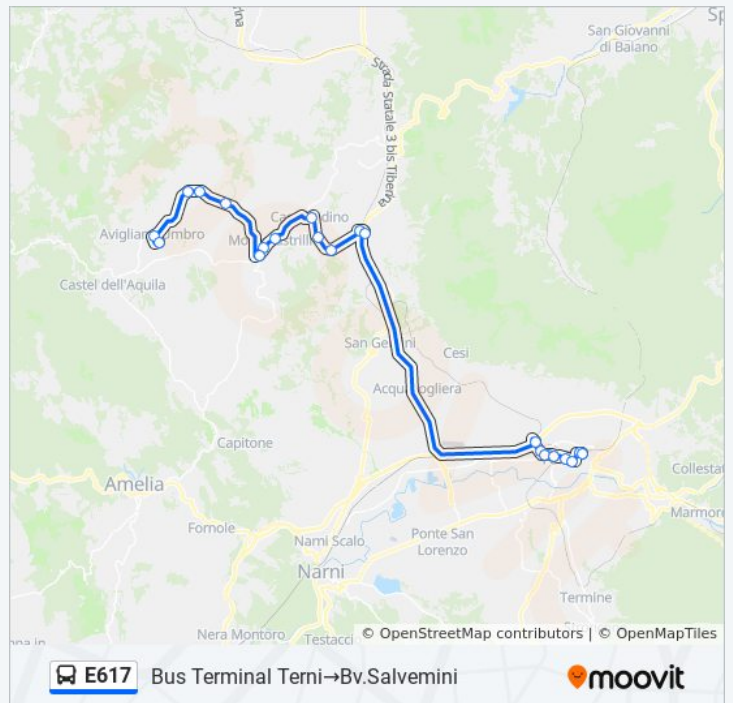 San Giovanni
di Baiano
Strada Statale 3 bis Tiberina
Avigliano Umbro
Castel dell'Aquila
San Gemini
Cesi
Acquasparta
Capitone
Amelia
Collestat
Marmore
Fornole
Nami Scalo
Ponte San
Lorenzo
Narni
Termine
Nera Montoro
Testacci
© OpenStreetMap contributors | © OpenMapTiles
E617 Bus Terminal Terni→Bv.Salvemini
moovit